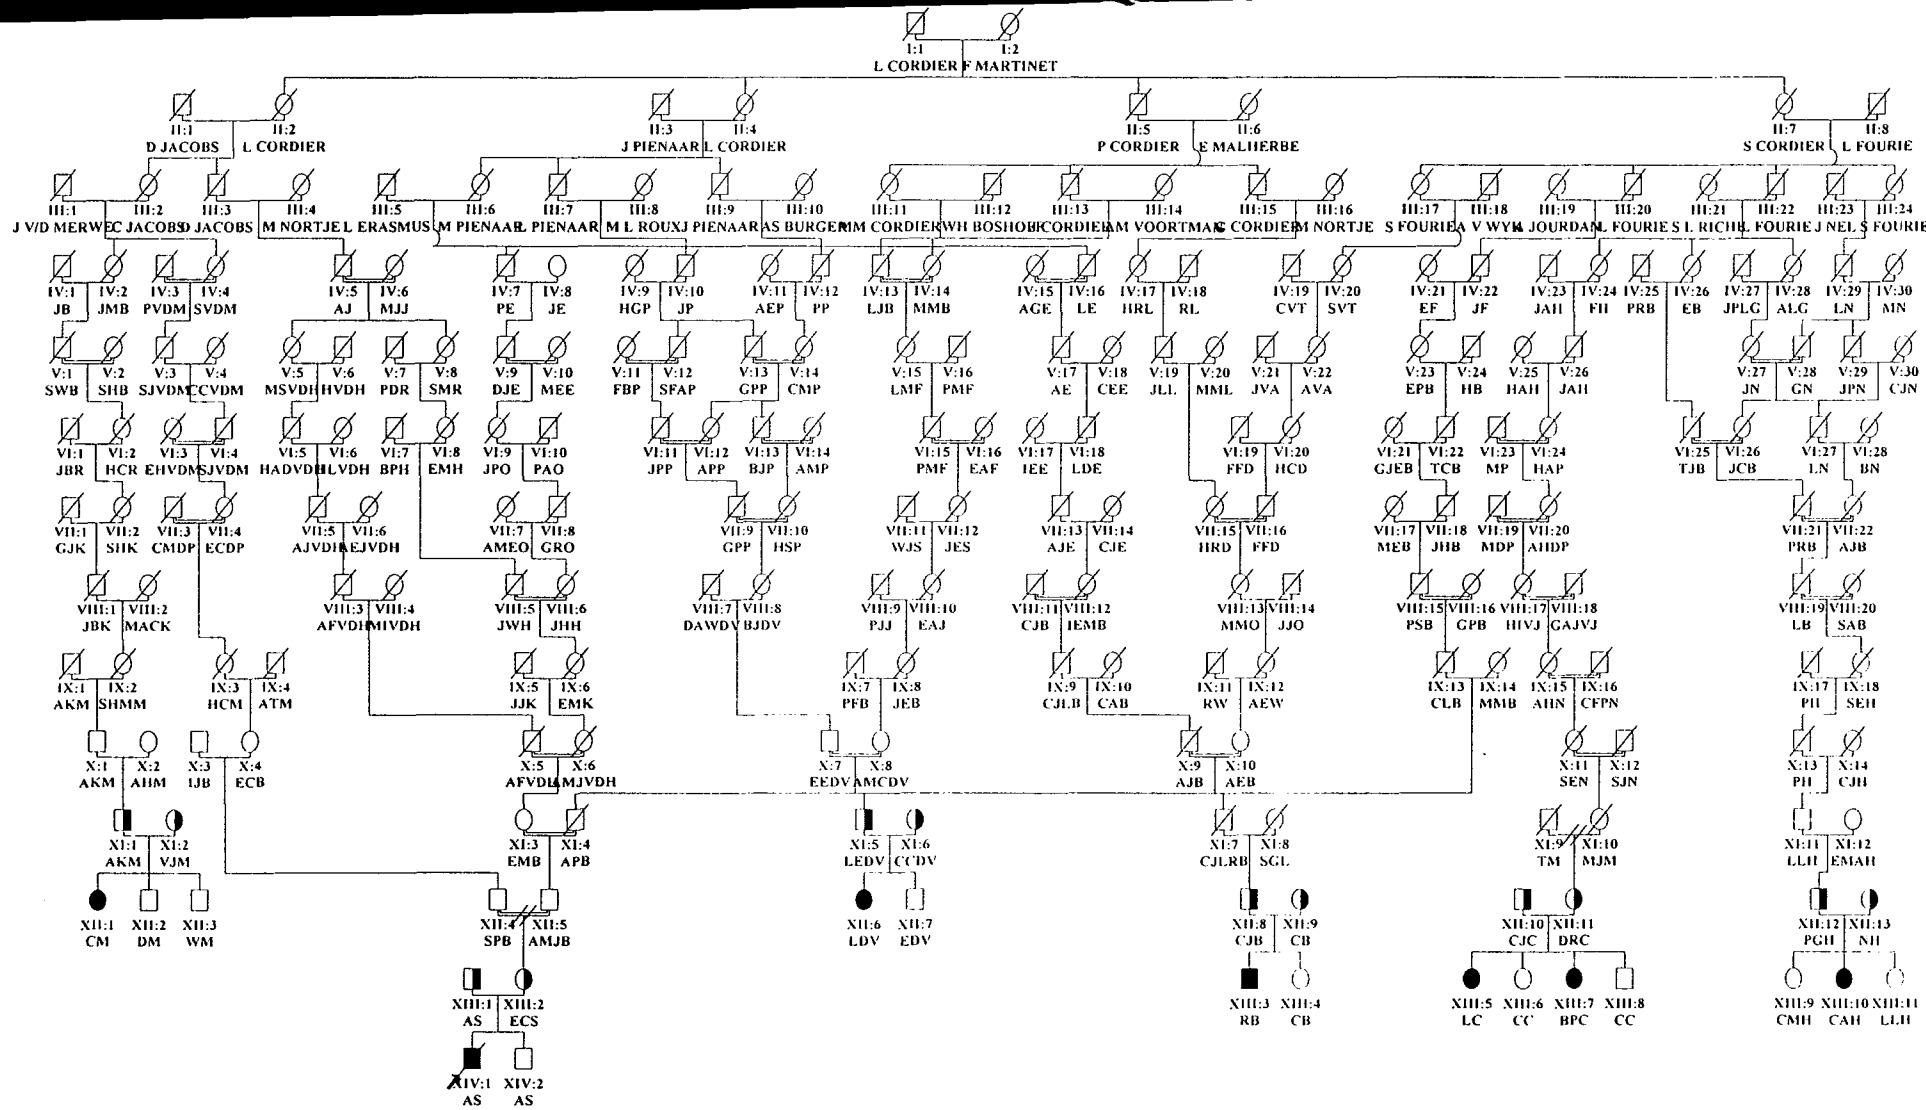 I:1 I:2
L CORDIER F MARTINET
II:1 II:2 II:3 II:4 II:5 II:6 II:7 II:8
D JACOBS L CORDIER J PIENAAR L CORDIER P CORDIER E MALHERBE S CORDIER L FOURIE
III:1 III:2 III:3 III:4 III:5 III:6 III:7 III:8 III:9 III:10 III:11 III:12 III:13 III:14 III:15 III:16 III:17 III:18 III:19 III:20 III:21 III:22 III:23 III:24
J V/D MERWE C JACOBS D JACOBS M NORTJE L ERASMUS M PIENAAR PIENAAR M L ROUX J PIENAAR AS BURGER MM CORDIER WH BOSHOFF CORDIER M VOORTMAN CORDIER M NORTJE S FOURIE A V WYK JOURDAN L FOURIE S L RICHE L FOURIE J NEL S FOURIE
IV:1 IV:2 IV:3 IV:4 IV:5 IV:6 IV:7 IV:8 IV:9 IV:10 IV:11 IV:12 IV:13 IV:14 IV:15 IV:16 IV:17 IV:18 IV:19 IV:20 IV:21 IV:22 IV:23 IV:24 IV:25 IV:26 IV:27 IV:28 IV:29 IV:30
JB JMB PVDM SVDM AJ MJJ PE JE HGP JP AEP PP LJB MMB AGE LE HRL RL CVT SVT EF JF JAH FH PRB EB JPLG ALG LN MN
V:1 V:2 V:3 V:4 V:5 V:6 V:7 V:8 V:9 V:10 V:11 V:12 V:13 V:14 V:15 V:16 V:17 V:18 V:19 V:20 V:21 V:22 V:23 V:24 V:25 V:26 V:27 V:28 V:29 V:30
SWB SHB SJVDM CCVDM MSVDH HVDH PDR SMR DJE MEE FBP SFAP GPP CMP LMF PMF AE CEE JLL MML JVA AVA EPB HB HAH JAH JN GN JPN CJN
VI:1 VI:2 VI:3 VI:4 VI:5 VI:6 VI:7 VI:8 VI:9 VI:10 VI:11 VI:12 VI:13 VI:14 VI:15 VI:16 VI:17 VI:18 VI:19 VI:20 VI:21 VI:22 VI:23 VI:24 VI:25 VI:26 VI:27 VI:28
JBR HCR EHVDM SJVDM HADVDH HLVDH BPH EMH JPO PAO JPP APP BJP AMP PMF EAF IEE LDE FFD HCD GJEB TCB MP HAP TJB JCB LN BN
VII:1 VII:2 VII:3 VII:4 VII:5 VII:6 VII:7 VII:8 VII:9 VII:10 VII:11 VII:12 VII:13 VII:14 VII:15 VII:16 VII:17 VII:18 VII:19 VII:20 VII:21 VII:22
GJK SHK CMDP ECDP AJVDH AEJVDH AMEO GRO GPP HSP WJS JES AJE CJE HRD FFD MEB JHB MDP AHDP PRB AJB
VIII:1 VIII:2 VIII:3 VIII:4 VIII:5 VIII:6 VIII:7 VIII:8 VIII:9 VIII:10 VIII:11 VIII:12 VIII:13 VIII:14 VIII:15 VIII:16 VIII:17 VIII:18 VIII:19 VIII:20
JBK MACK AFVDH MIVDH JWH JHH DAWDV BJDV PJJ EAJ CJB IEMB MMO JJO PSB GPB HIVJ GAJVJ LB SAB
IX:1 IX:2 IX:3 IX:4 IX:5 IX:6 IX:7 IX:8 IX:9 IX:10 IX:11 IX:12 IX:13 IX:14 IX:15 IX:16 IX:17 IX:18
AKM SHMM HCM ATM JJK EMK PFB JEB CJLB CAB RW AEW CLB MMB AHN CFPN PH SEH
X:1 X:2 X:3 X:4 X:5 X:6 X:7 X:8 X:9 X:10 X:11 X:12 X:13 X:14
AKM AHM IJB ECB AFVDH AMJVDH EEDV AMCDV AJB AEB SEN SJN PH CJH
XI:1 XI:2 XI:3 XI:4 XI:5 XI:6 XI:7 XI:8 XI:9 XI:10 XI:11 XI:12
AKM VJM EMB APB LEDV CCDV CJLRB SGL TM MJM LLH EMAH
XII:1 XII:2 XII:3 XII:4 XII:5 XII:6 XII:7 XII:8 XII:9 XII:10 XII:11 XII:12 XII:13
CM DM WM SPB AMJB LDV EDV CJB CB CJC DRC PGH NH
XIII:1 XIII:2 XIII:3 XIII:4 XIII:5 XIII:6 XIII:7 XIII:8 XIII:9 XIII:10 XIII:11
AS ECS RB CB LC CC BPC CC CMH CAH LLH
XIV:1 XIV:2
AS AS